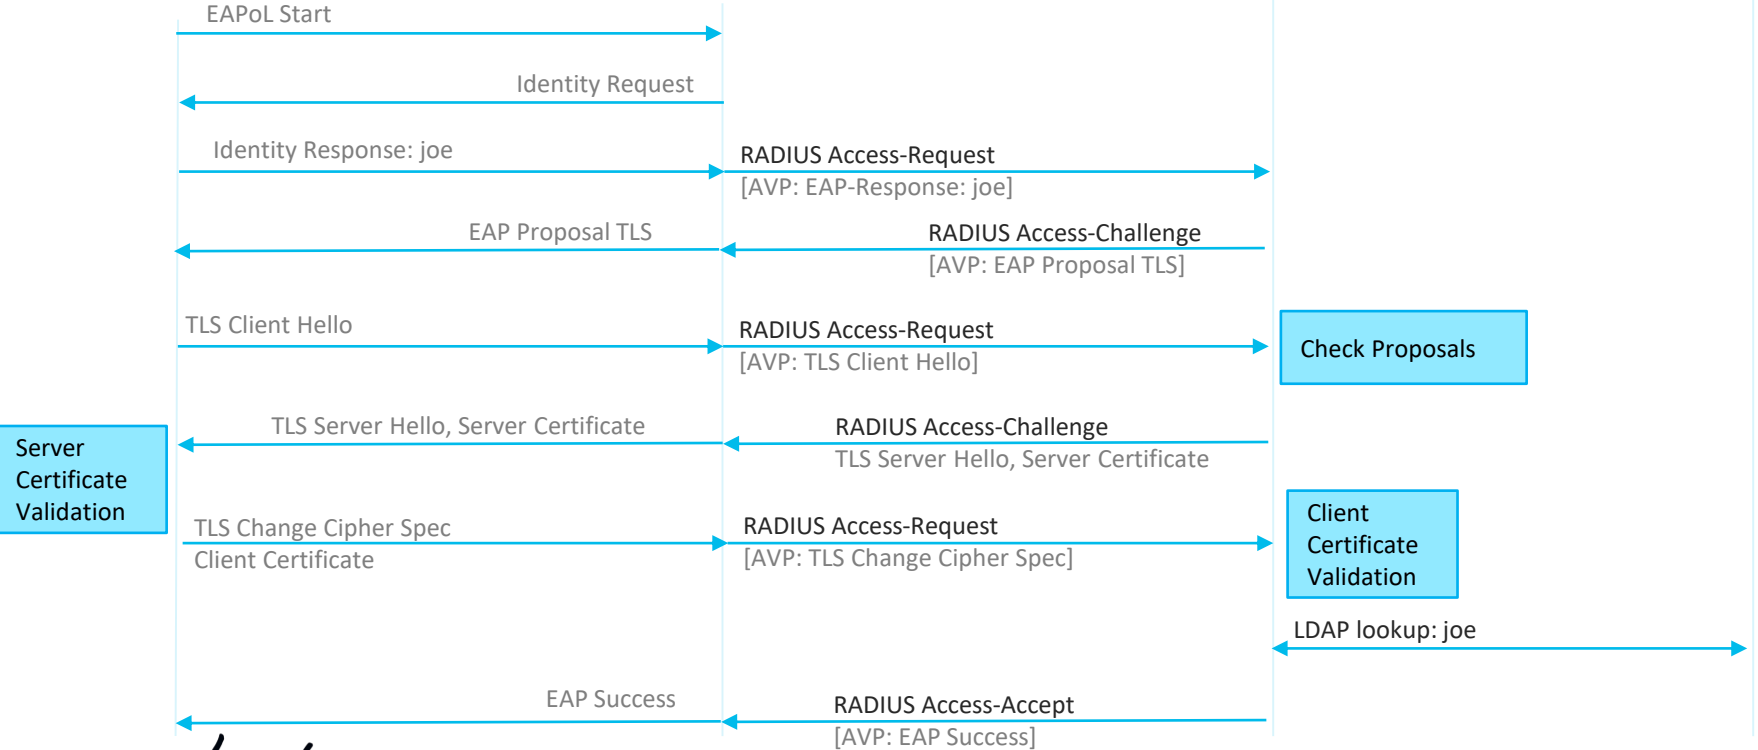 EAPoL Start
Identity Request
Identity Response: joe
RADIUS Access-Request
[AVP: EAP-Response: joe]
EAP Proposal TLS
RADIUS Access-Challenge
[AVP: EAP Proposal TLS]
TLS Client Hello
RADIUS Access-Request
[AVP: TLS Client Hello]
Check Proposals
TLS Server Hello, Server Certificate
RADIUS Access-Challenge
TLS Server Hello, Server Certificate
Server
Certificate
Validation
TLS Change Cipher Spec
Client Certificate
RADIUS Access-Request
[AVP: TLS Change Cipher Spec]
Client
Certificate
Validation
LDAP lookup: joe
EAP Success
RADIUS Access-Accept
[AVP: EAP Success]